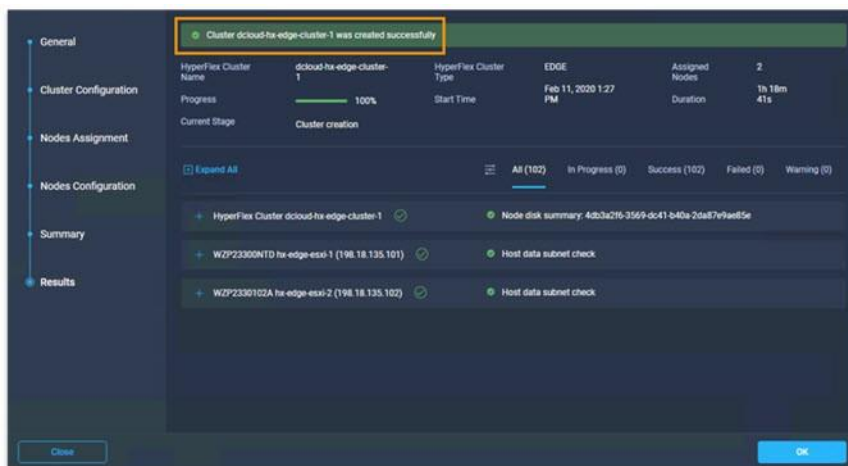 General
Cluster Configuration
Nodes Assignment
Nodes Configuration
Summary
Results
Cluster dcloud-hx-edge-cluster-1 was created successfully
HyperFlex Cluster Name
dcloud-hx-edge-cluster-1
HyperFlex Cluster Type
EDGE
Assigned Nodes
2
Progress
100%
Start Time
Feb 11, 2020 1:27 PM
Duration
1h 18m 41s
Current Stage
Cluster creation
Expand All
All (102)
In Progress (0)
Success (102)
Failed (0)
Warning (0)
HyperFlex Cluster dcloud-hx-edge-cluster-1
Node disk summary: 4db3a2f6-3569-dc41-b40a-2da87e9ae85e
WZP23300NTD hx-edge-esxi-1 (198.18.135.101)
Host data subnet check
WZP2330102A hx-edge-esxi-2 (198.18.135.102)
Host data subnet check
Close
OK